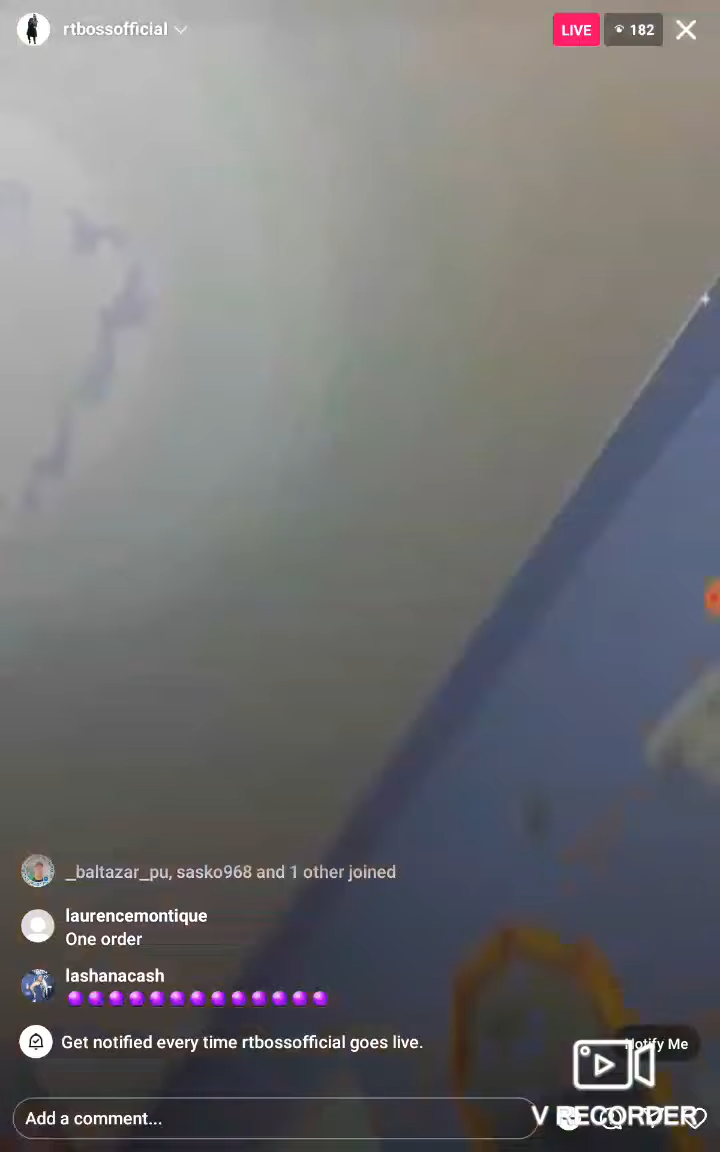 rtbossofficial
LIVE
182
_baltazar_pu, sasko968 and 1 other joined
laurencemontique
One order
lashanacash
Get notified every time rtbossofficial goes live.
Notify Me
Add a comment...
V RECORDER